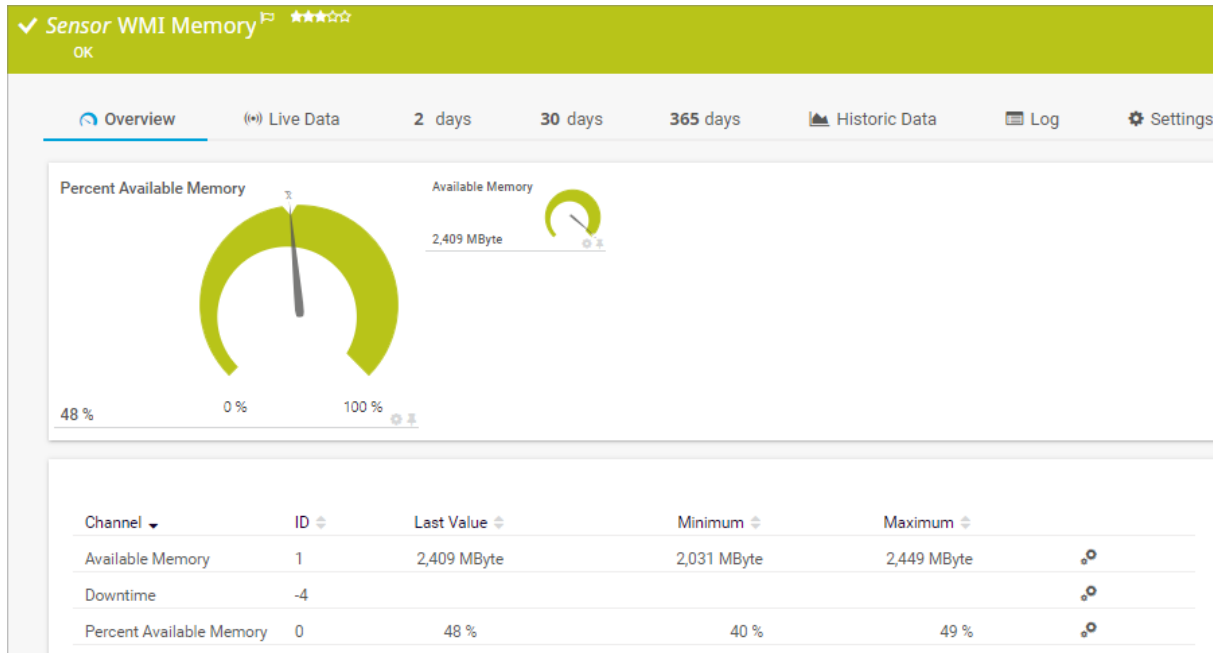 Sensor WMI Memory
OK
Overview
Live Data
2 days
30 days
365 days
Historic Data
Log
Settings
Percent Available Memory
48 %
0 %
100 %
Available Memory
2,409 MByte
Channel ID Last Value Minimum Maximum
Available Memory 1 2,409 MByte 2,031 MByte 2,449 MByte
Downtime -4
Percent Available Memory 0 48 % 40 % 49 %